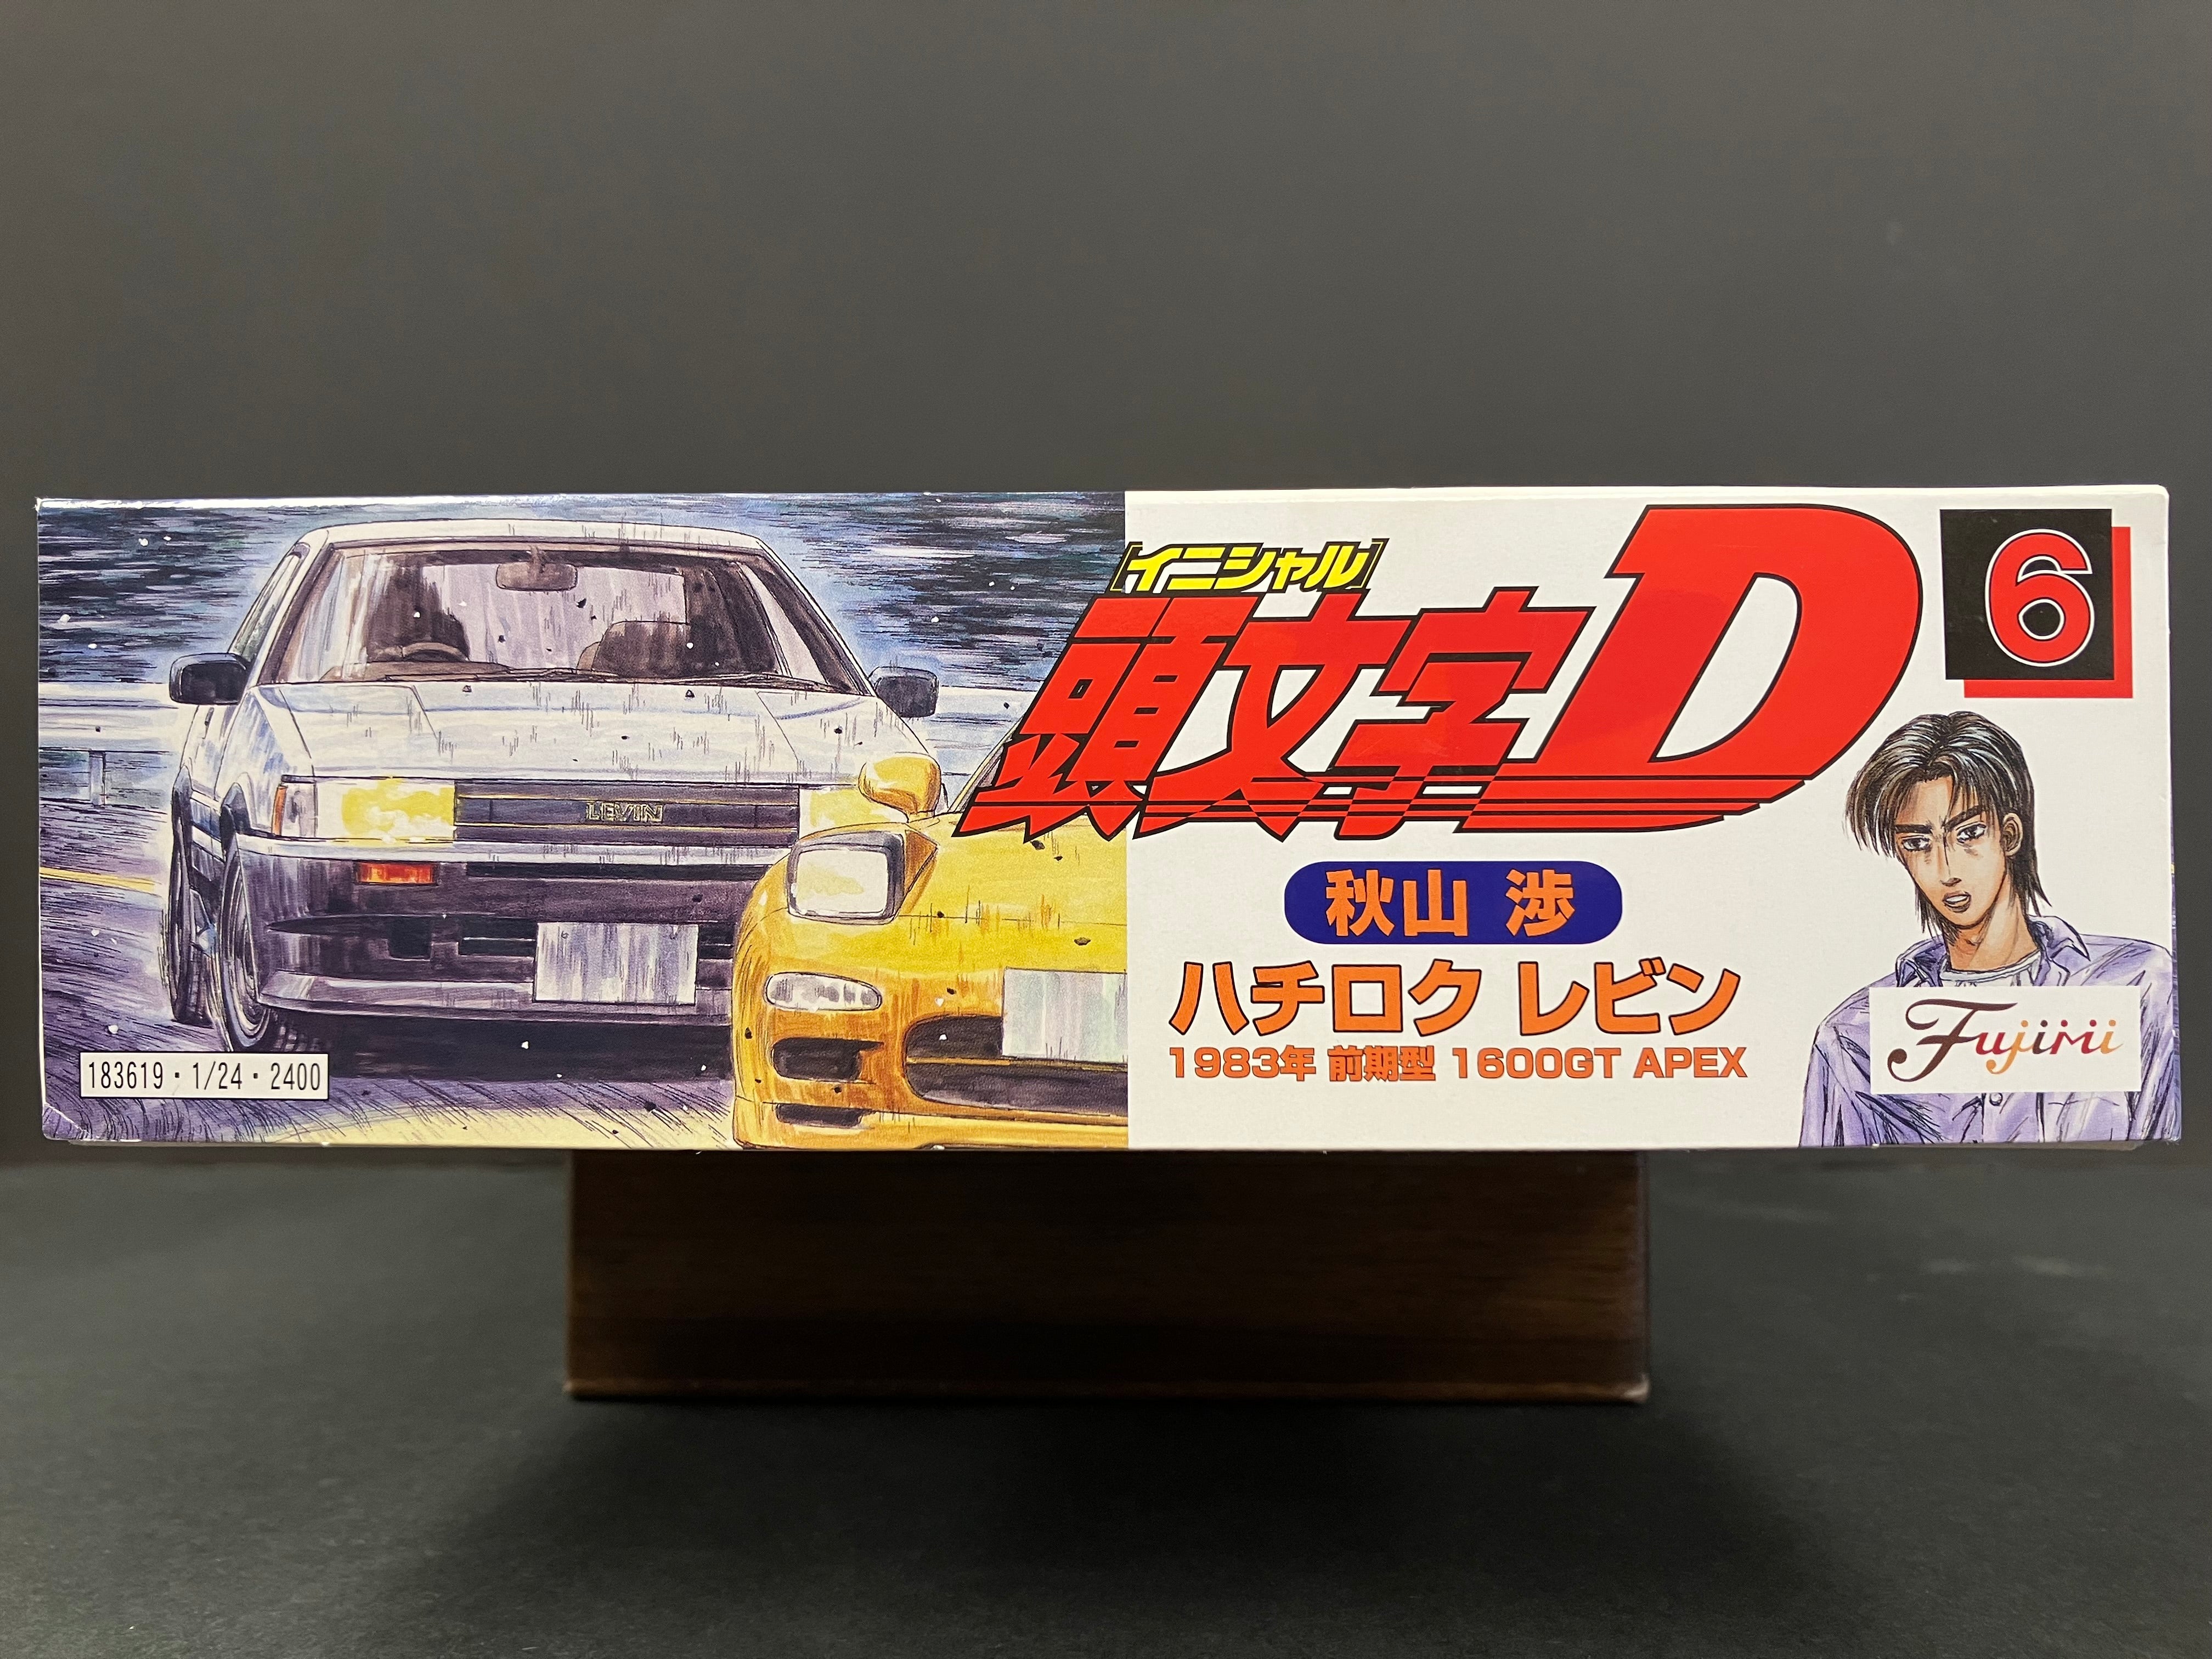 LEVIN
183619・1/24・2400
[イニシャル]
頭文字D
6
秋山 渉
ハチロク レビン
1983年 前期型 1600GT APEX
Fujimi